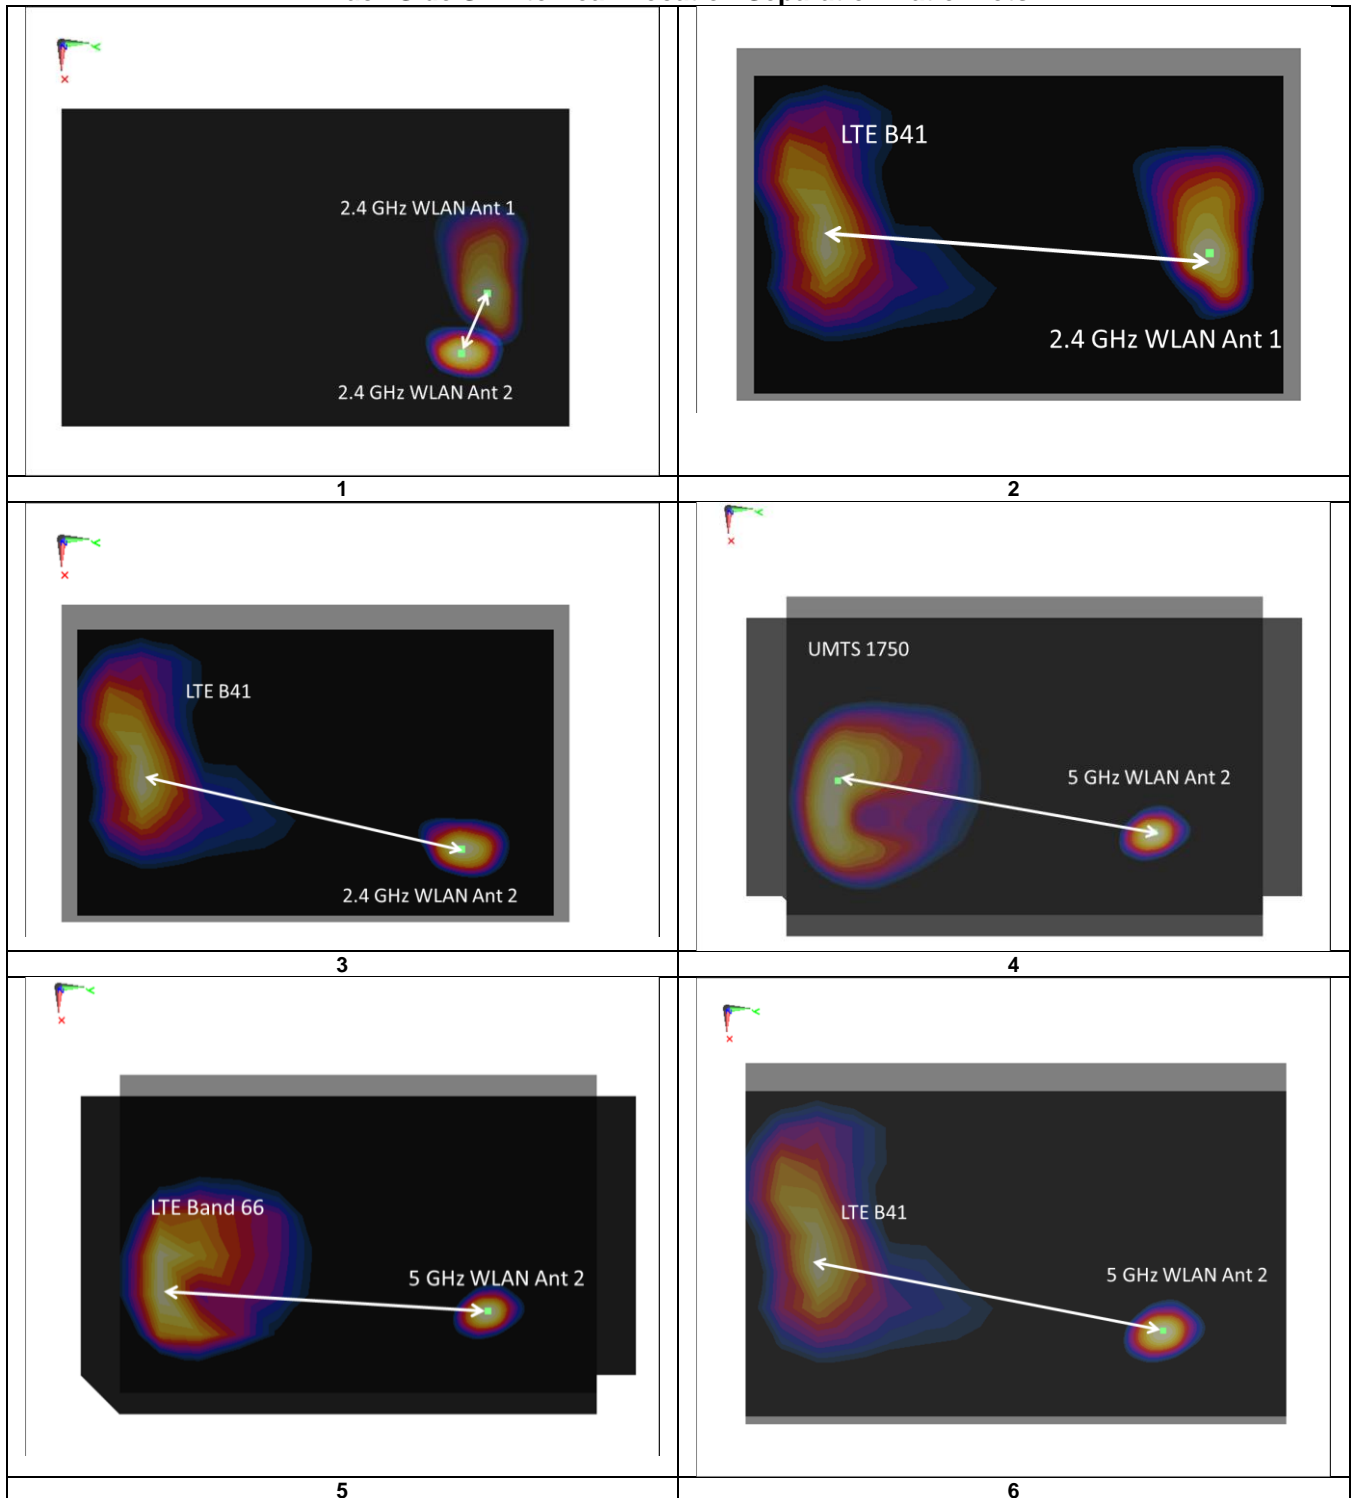 2.4 GHz WLAN Ant 1
2.4 GHz WLAN Ant 2
X
Y
1
LTE B41
2.4 GHz WLAN Ant 1
2
X
Y
LTE B41
2.4 GHz WLAN Ant 2
3
X
Y
UMTS 1750
5 GHz WLAN Ant 2
4
X
Y
LTE Band 66
5 GHz WLAN Ant 2
5
X
Y
LTE B41
5 GHz WLAN Ant 2
6